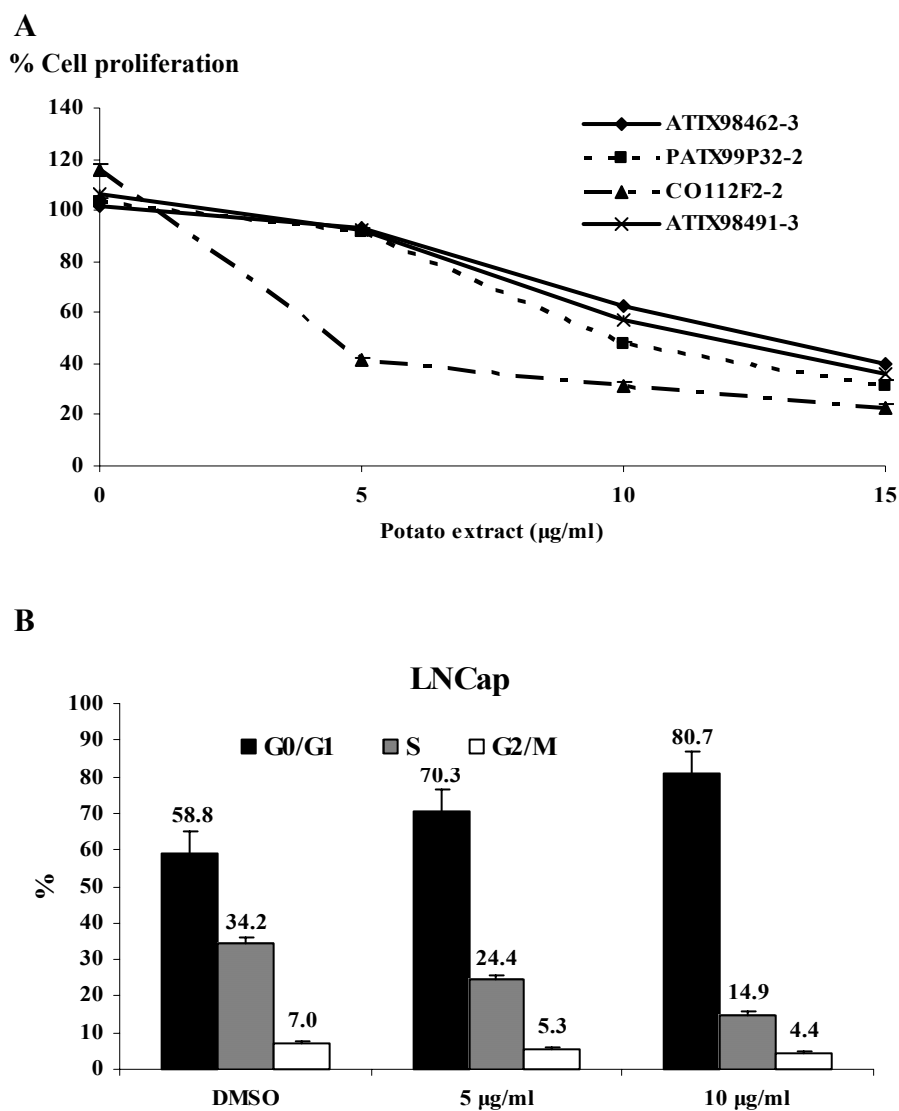 A
% Cell proliferation
140
120
100
80
60
40
20
0
ATTX98462-3
PATX99P32-2
CO112F2-2
ATTX98491-3
0 5 10 15
Potato extract (µg/ml)
B
LNCap
100
90
80
70
60
50
40
30
20
10
0
%
G0/G1 S G2/M
58.8
34.2
7.0
70.3
24.4
5.3
80.7
14.9
4.4
DMSO 5 µg/ml 10 µg/ml